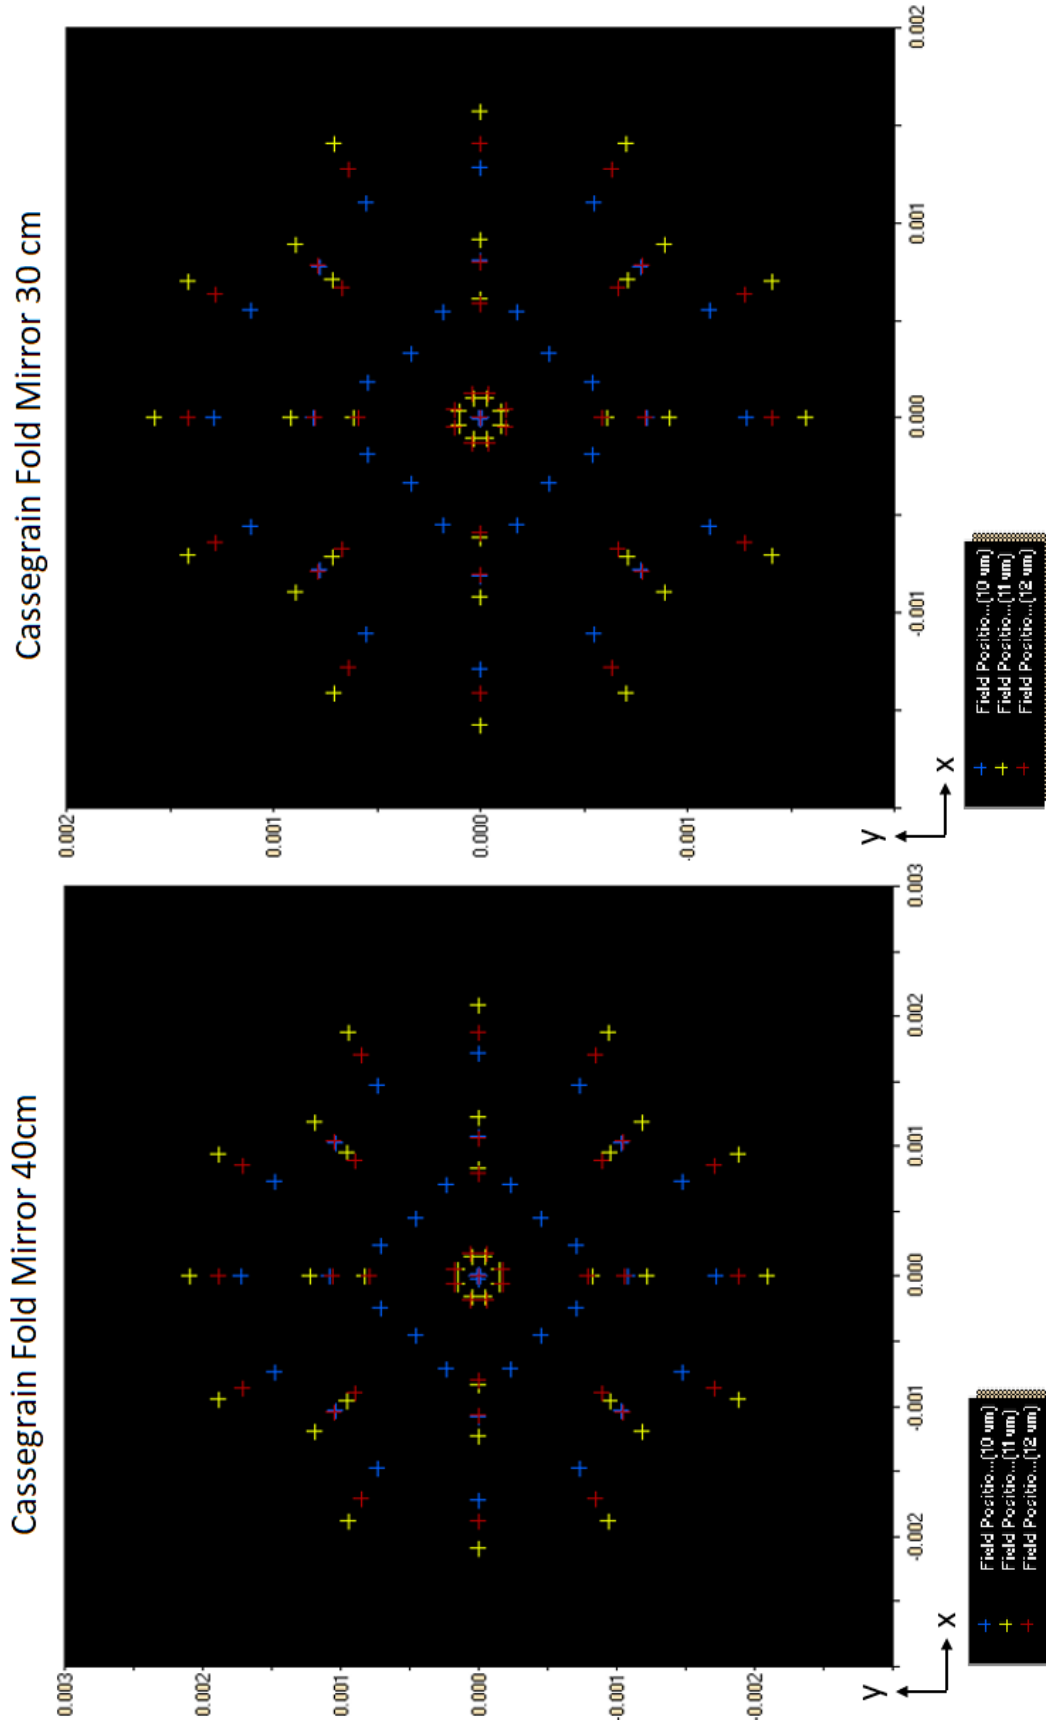 Cassegrain Fold Mirror 40cm
0.003
0.002
0.001
0.000
-0.001
-0.002
-0.002 -0.001 0.000 0.001 0.002 0.003
y
x
Field Positio...(10 um)
Field Positio...(11 um)
Field Positio...(12 um)
Cassegrain Fold Mirror 30 cm
0.002
0.001
0.000
-0.001
-0.001 0.000 0.001 0.002
y
x
Field Positio...(10 um)
Field Positio...(11 um)
Field Positio...(12 um)